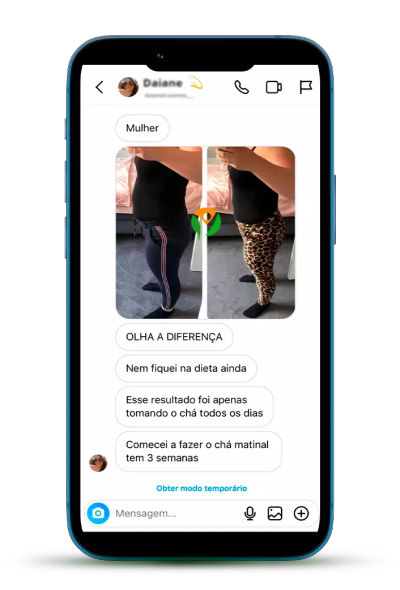 Daiane
Mulher
OLHA A DIFERENÇA
Nem fiquei na dieta ainda
Esse resultado foi apenas
tomando o chá todos os dias
Comecei a fazer o chá matinal
tem 3 semanas
Obter modo temporário
Mensagem...